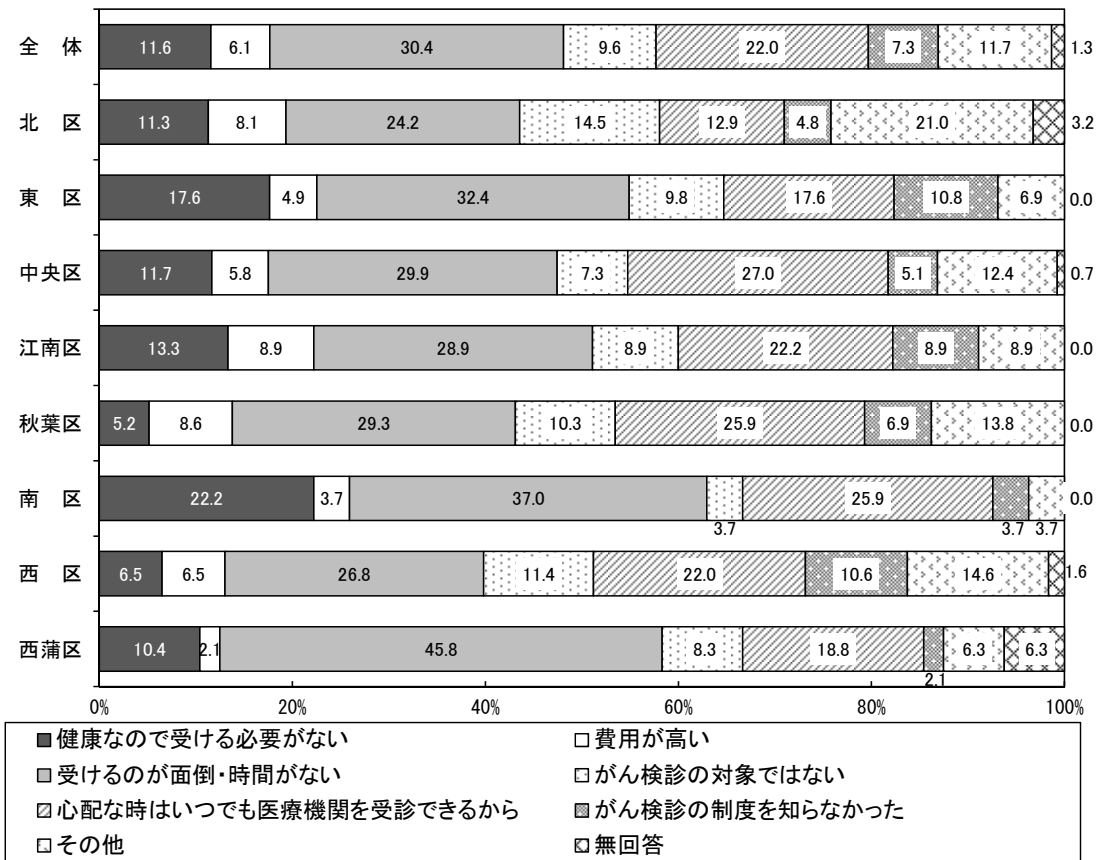 全 体 11.6 6.1 30.4 9.6 22.0 7.3 11.7 1.3
北 区 11.3 8.1 24.2 14.5 12.9 4.8 21.0 3.2
東 区 17.6 4.9 32.4 9.8 17.6 10.8 6.9 0.0
中央区 11.7 5.8 29.9 7.3 27.0 5.1 12.4 0.7
江南区 13.3 8.9 28.9 8.9 22.2 8.9 8.9 0.0
秋葉区 5.2 8.6 29.3 10.3 25.9 6.9 13.8 0.0
南 区 22.2 3.7 37.0 3.7 25.9 3.7 3.7 0.0
西 区 6.5 6.5 26.8 11.4 22.0 10.6 14.6 1.6
西蒲区 10.4 2.1 45.8 8.3 18.8 2.1 6.3 6.3
0% 20% 40% 60% 80% 100%
健康なので受ける必要がない 費用が高い
受けるのが面倒・時間がない がん検診の対象ではない
心配な時はいつでも医療機関を受診できるから がん検診の制度を知らなかった
その他 無回答